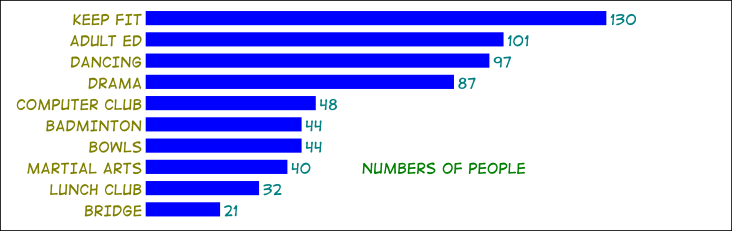 KEEP FIT 130
ADULT ED 101
DANCING 97
DRAMA 87
COMPUTER CLUB 48
BADMINTON 44
BOWLS 44
MARTIAL ARTS 40 NUMBERS OF PEOPLE
LUNCH CLUB 32
BRIDGE 21